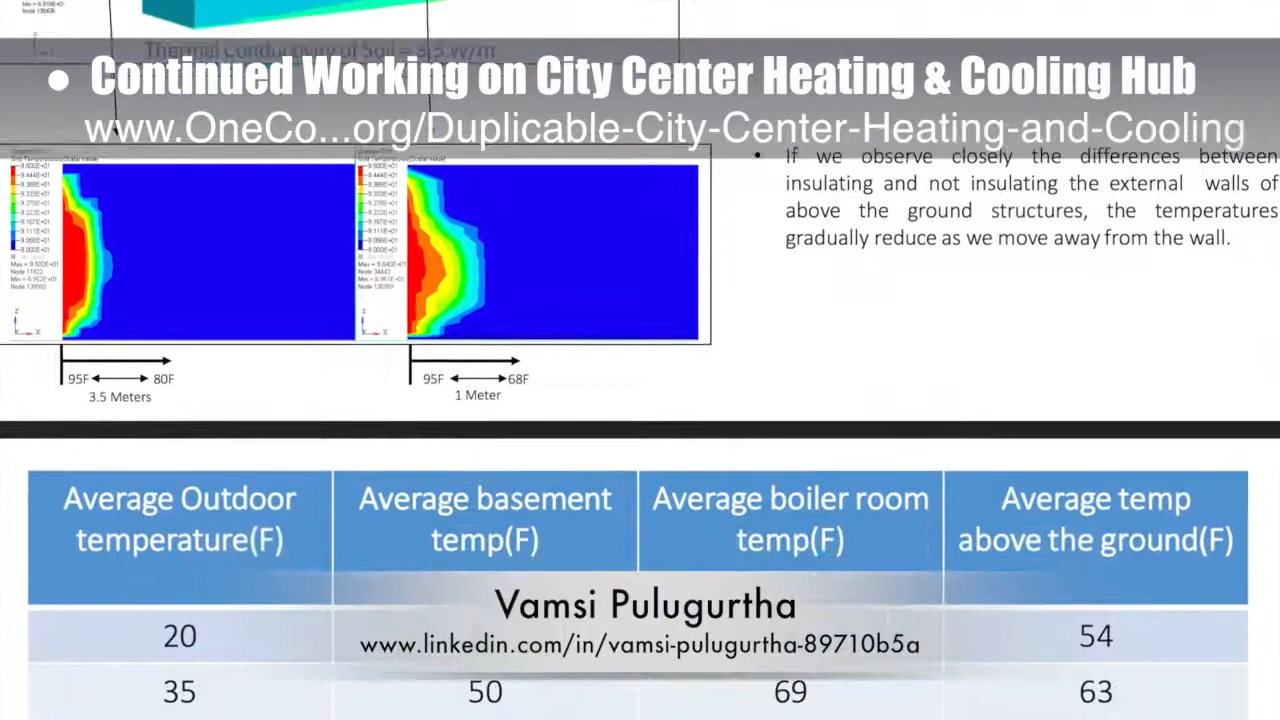 Thermal conductivity of Soil =
• Continued Working on City Center Heating & Cooling Hub
www.OneCo...org/Duplicable-City-Center-Heating-and-Cooling
• If we observe closely the differences between
insulating and not insulating the external walls of
above the ground structures, the temperatures
gradually reduce as we move away from the wall.
95F 80F
3.5 Meters
95F 68F
1 Meter
Average Outdoor temperature(F)
Average basement temp(F)
Average boiler room temp(F)
Average temp above the ground(F)
Vamsi Pulugurtha
www.linkedin.com/in/vamsi-pulugurtha-89710b5a
20 54
35 50 69 63